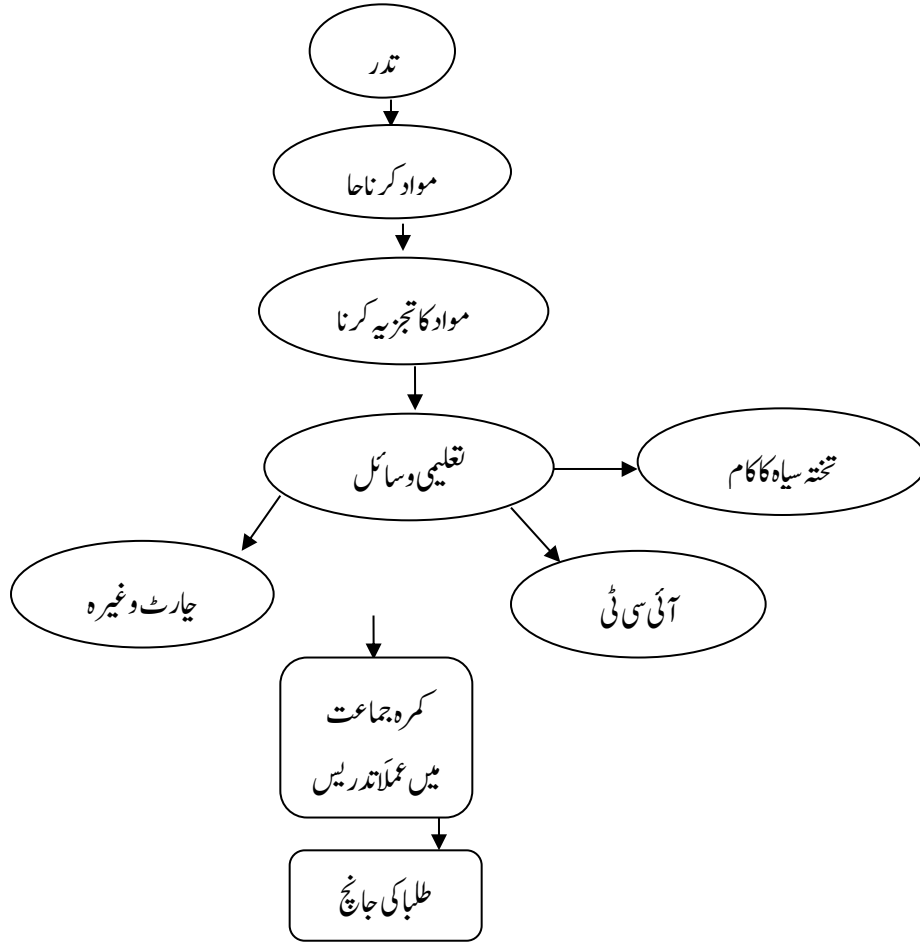 تدر
مواد کرناحا
مواد کا تجزیہ کرنا
تعلیمی وسائل
تختہ سیاہ کا کام
چارٹ وغیرہ
آئی سی ٹی
کمرہ جماعت
میں عملاً تدریس
طلبا کی جانچ